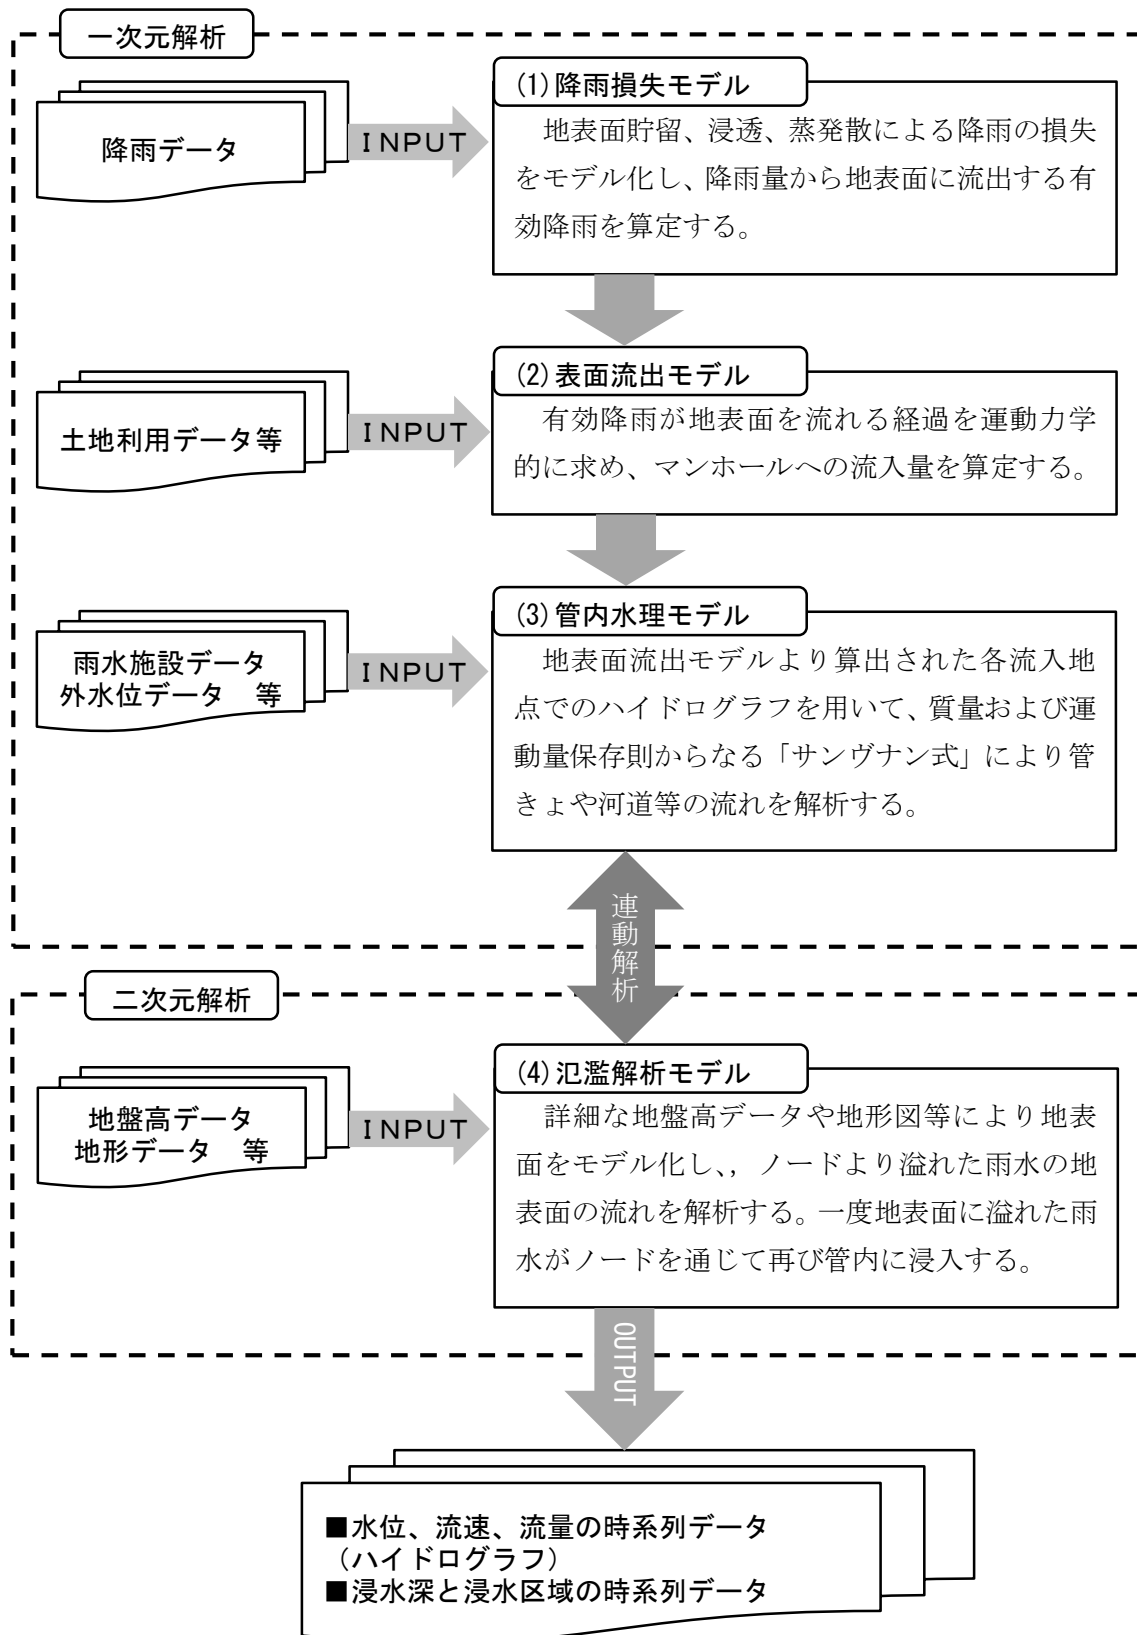 一次元解析
降雨データ
INPUT
(1)降雨損失モデル
地表面貯留、浸透、蒸発散による降雨の損失
をモデル化し、降雨量から地表面に流出する有
効降雨を算定する。
土地利用データ等
INPUT
(2)表面流出モデル
有効降雨が地表面を流れる経過を運動力学
的に求め、マンホールへの流入量を算定する。
雨水施設データ
外水位データ　等
INPUT
(3)管内水理モデル
地表面流出モデルより算出された各流入地
点でのハイドログラフを用いて、質量および運
動量保存則からなる「サンヴナン式」により管
きょや河道等の流れを解析する。
連動解析
二次元解析
地盤高データ
地形データ　等
INPUT
(4)氾濫解析モデル
詳細な地盤高データや地形図等により地表
面をモデル化し、，ノードより溢れた雨水の地
表面の流れを解析する。一度地表面に溢れた雨
水がノードを通じて再び管内に浸入する。
OUTPUT
■水位、流速、流量の時系列データ
（ハイドログラフ）
■浸水深と浸水区域の時系列データ